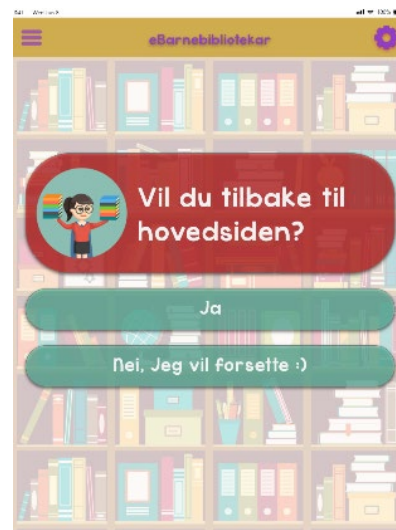 eBarnebibliotekar
Vil du tilbake til
hovedsiden?
Ja
Nei, Jeg vil forsette :)